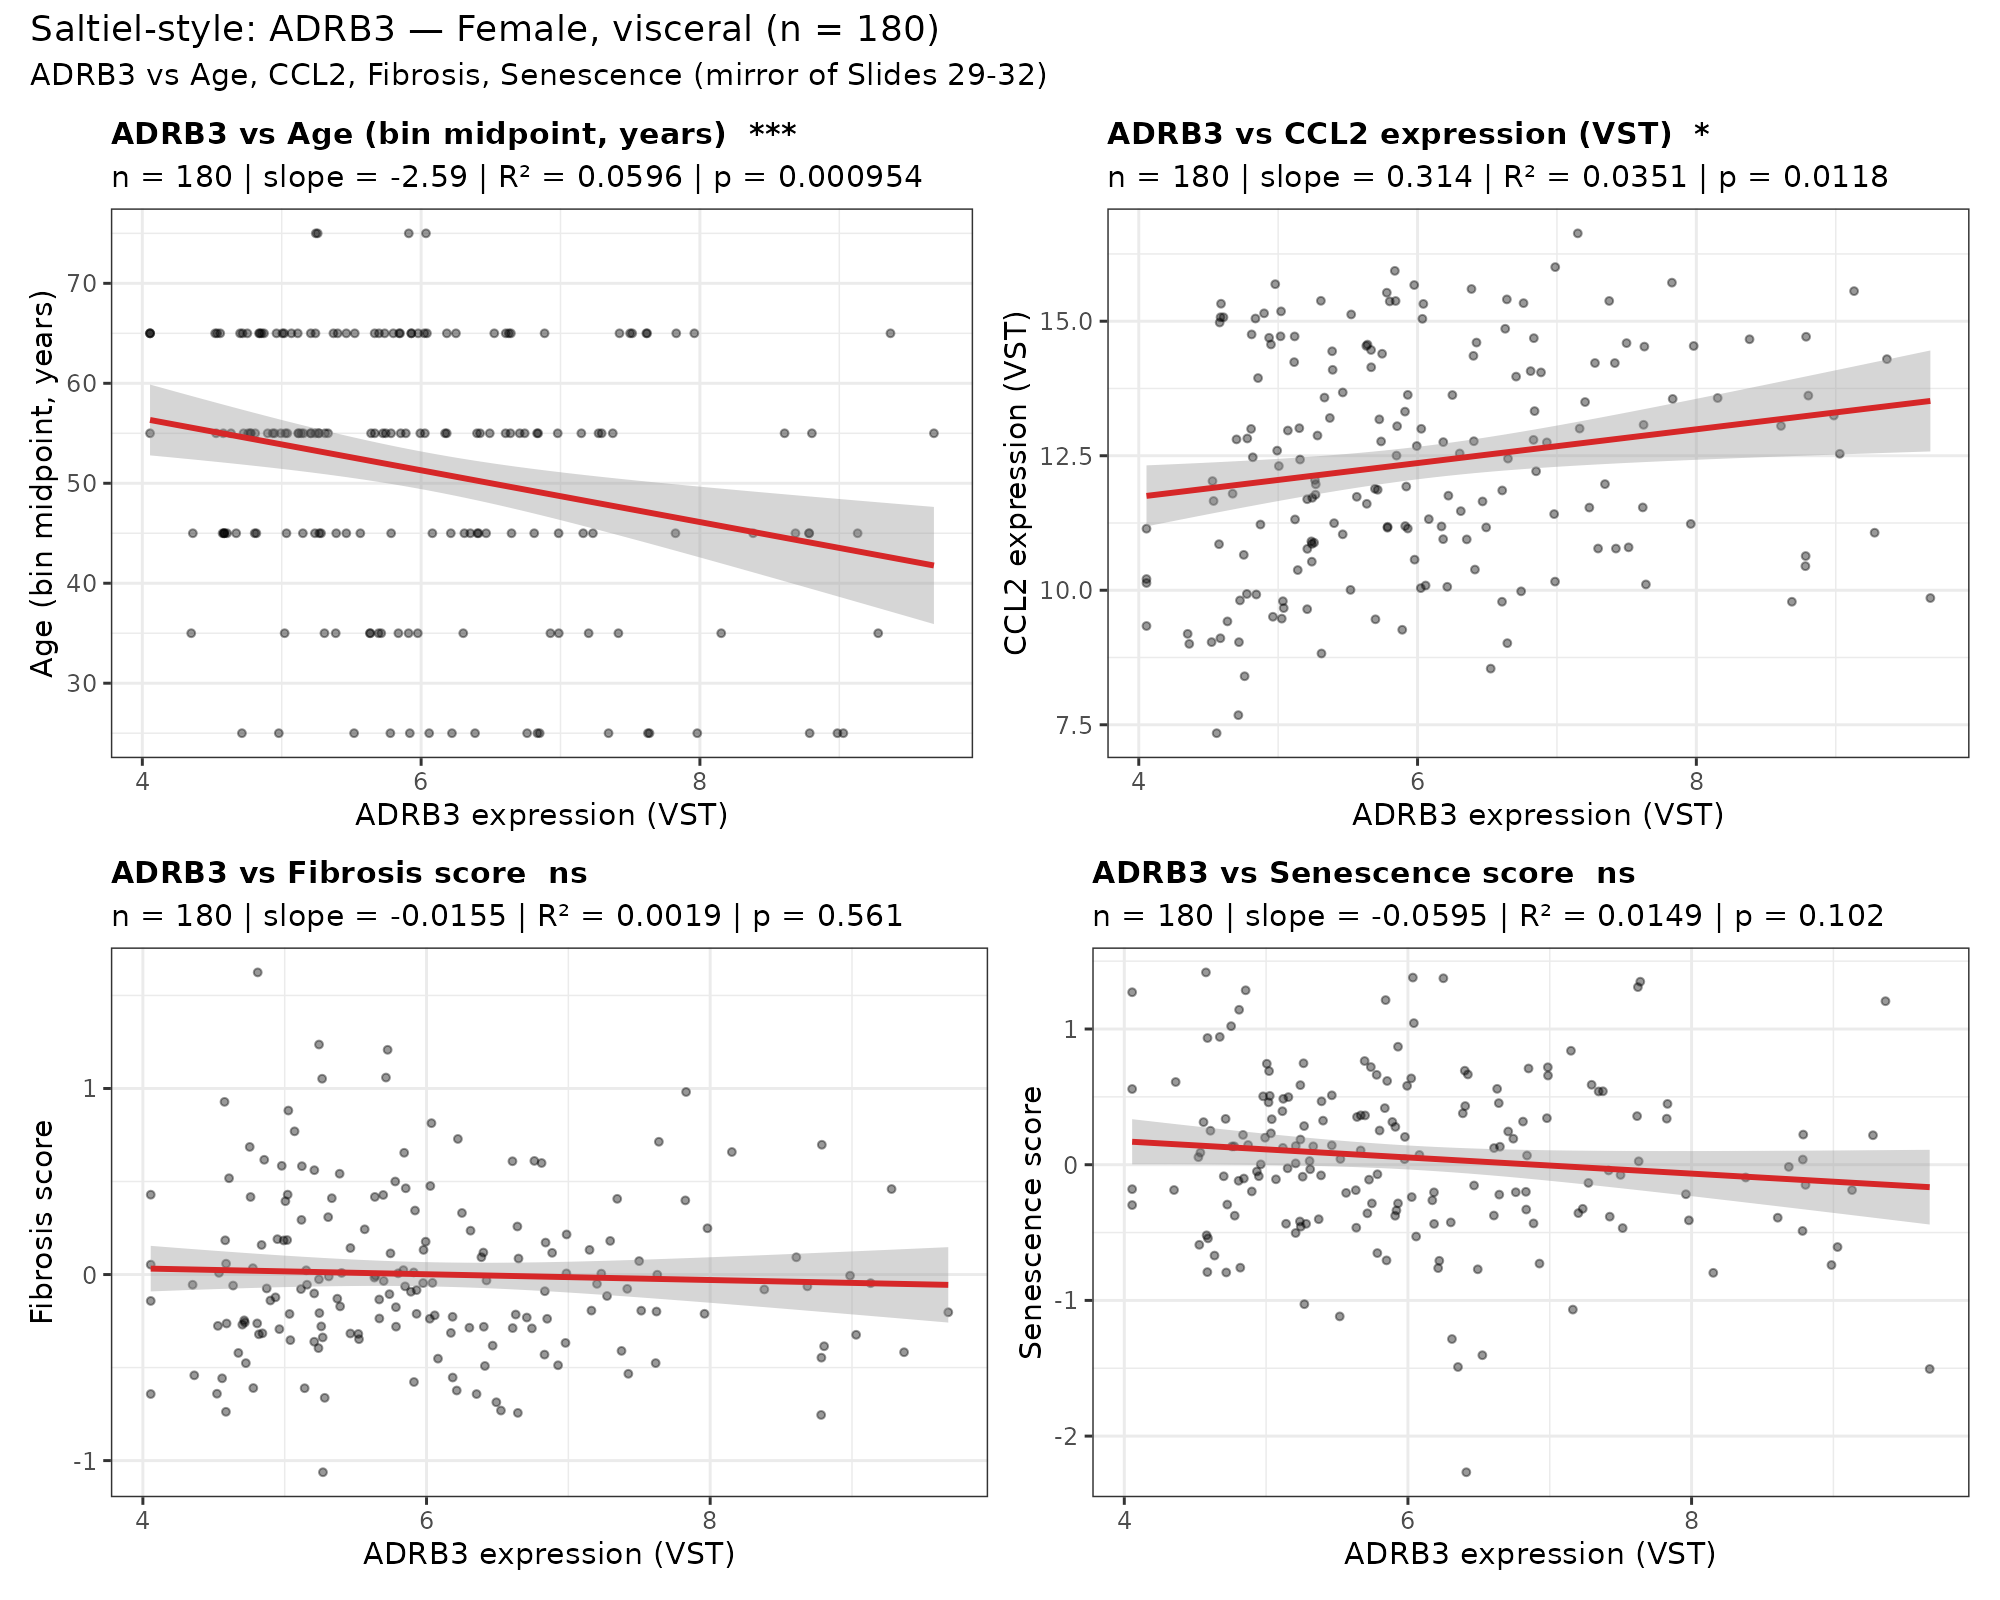 Saltiel-style: ADRB3 — Female, visceral (n = 180)
ADRB3 vs Age, CCL2, Fibrosis, Senescence (mirror of Slides 29-32)
ADRB3 vs Age (bin midpoint, years)  ***
n = 180 | slope = -2.59 | R² = 0.0596 | p = 0.000954
Age (bin midpoint, years)
70
60
50
40
30
4 6 8
ADRB3 expression (VST)
ADRB3 vs CCL2 expression (VST)  *
n = 180 | slope = 0.314 | R² = 0.0351 | p = 0.0118
CCL2 expression (VST)
15.0
12.5
10.0
7.5
4 6 8
ADRB3 expression (VST)
ADRB3 vs Fibrosis score  ns
n = 180 | slope = -0.0155 | R² = 0.0019 | p = 0.561
Fibrosis score
1
0
-1
4 6 8
ADRB3 expression (VST)
ADRB3 vs Senescence score  ns
n = 180 | slope = -0.0595 | R² = 0.0149 | p = 0.102
Senescence score
1
0
-1
-2
4 6 8
ADRB3 expression (VST)